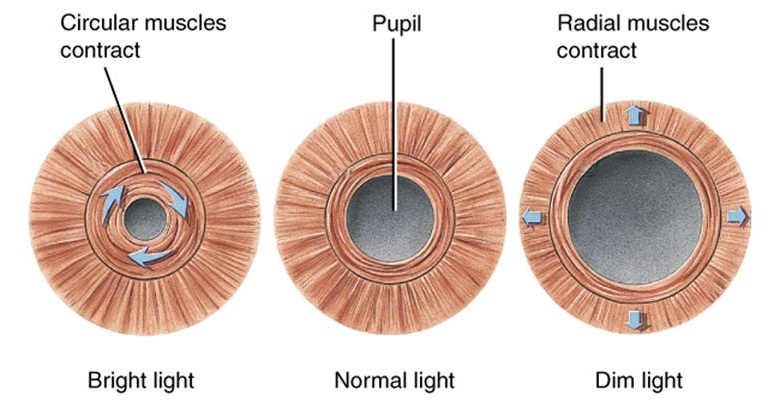 Circular muscles
contract
Pupil
Radial muscles
contract
Bright light
Normal light
Dim light